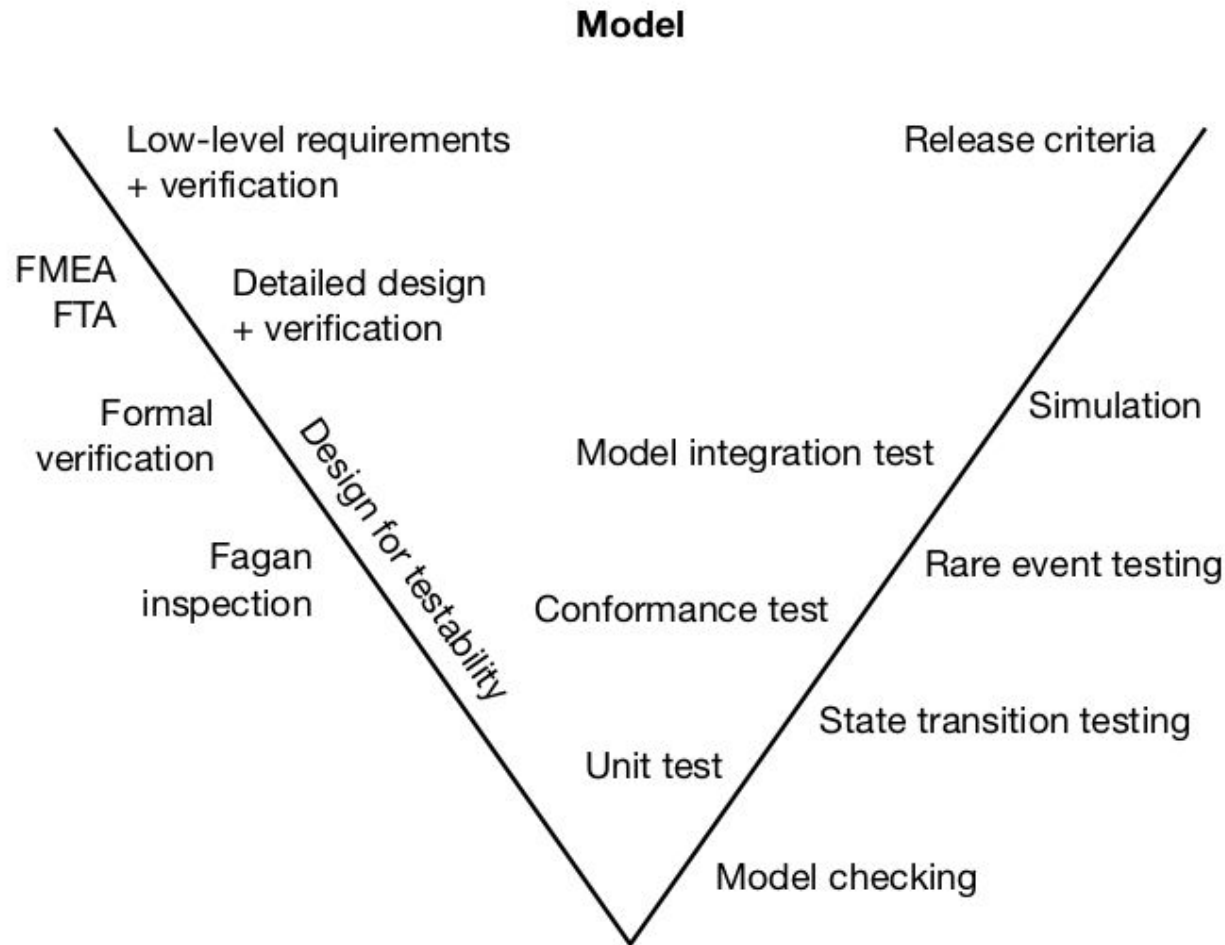 Model
Low-level requirements
+ verification
Release criteria
FMEA
FTA
Detailed design
+ verification
Formal
verification
Design for testability
Simulation
Model integration test
Fagan
inspection
Rare event testing
Conformance test
State transition testing
Unit test
Model checking